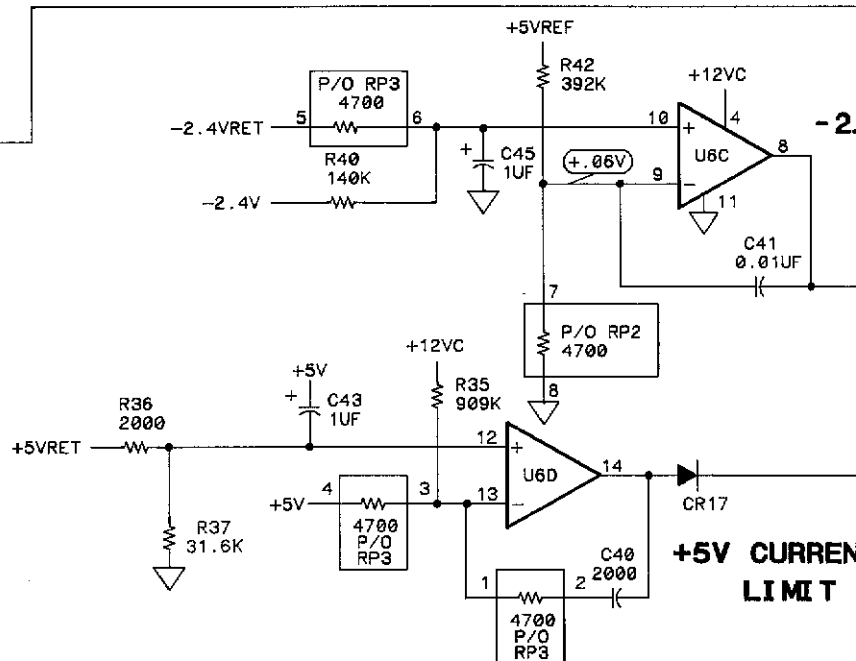 +5VREF
R42
392K
+12VC
P/O RP3
4700
-2.4VRET
5
6
10
+
4
U6C
8
-2.
R40
140K
+
C45
1UF
+.06V
9
-
11
-2.4V
C41
0.01UF
7
P/O RP2
4700
8
+12VC
+5V
R35
909K
+
C43
1UF
R36
2000
+5VRET
12
+
U6D
14
CR17
4
3
13
-
+5V
4700
P/O
RP3
R37
31.6K
C40
2000
+5V CURREN
LIMIT
1
2
4700
P/O
RP3